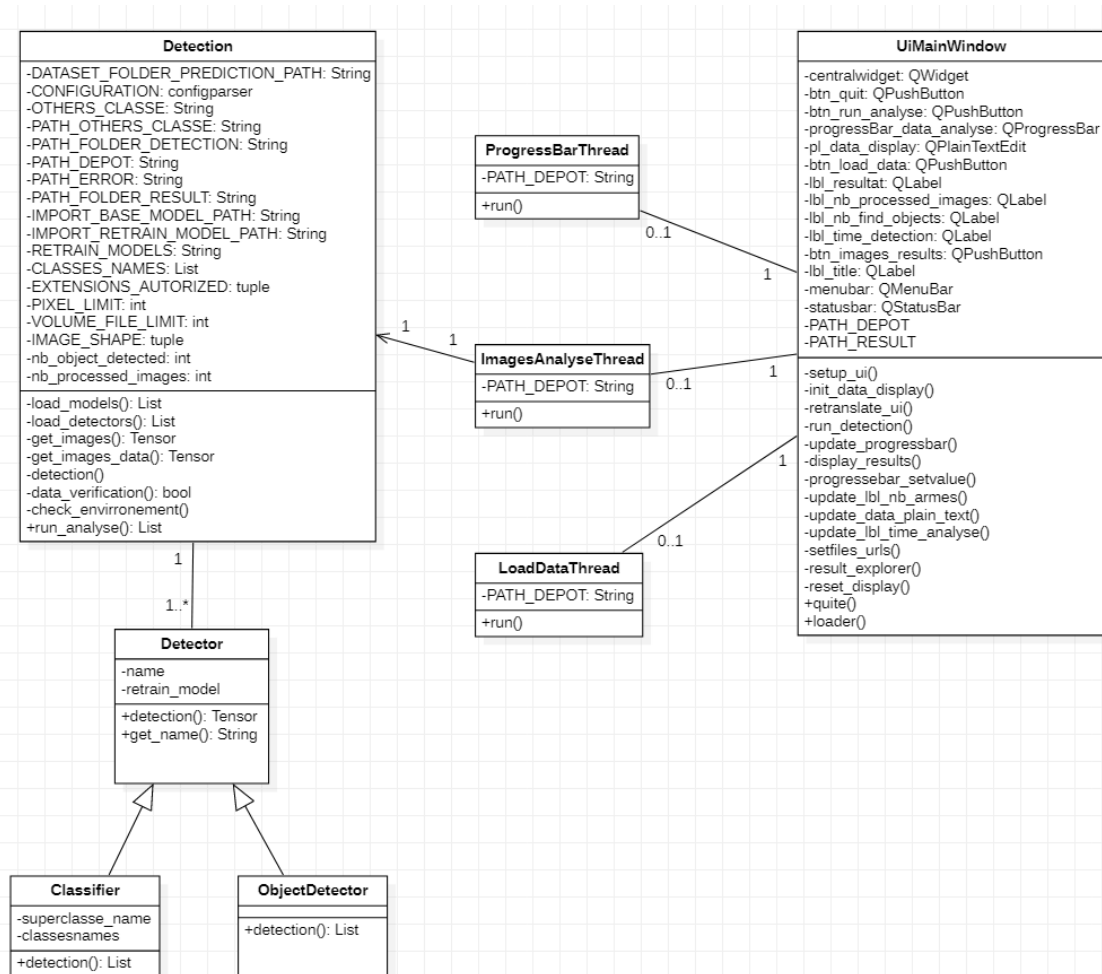 Detection
-DATASET_FOLDER_PREDICTION_PATH: String
-CONFIGURATION: configparser
-OTHERS_CLASSE: String
-PATH_OTHERS_CLASSE: String
-PATH_FOLDER_DETECTION: String
-PATH_DEPOT: String
-PATH_ERROR: String
-PATH_FOLDER_RESULT: String
-IMPORT_BASE_MODEL_PATH: String
-IMPORT_RETRAIN_MODEL_PATH: String
-RETRAIN_MODELS: String
-CLASSES_NAMES: List
-EXTENSIONS_AUTORIZED: tuple
-PIXEL_LIMIT: int
-VOLUME_FILE_LIMIT: int
-IMAGE_SHAPE: tuple
-nb_object_detected: int
-nb_processed_images: int
-load_models(): List
-load_detectors(): List
-get_images(): Tensor
-get_images_data(): Tensor
-detection()
-data_verification(): bool
-check_envirronement()
+run_analyse(): List
1
1..*
Detector
-name
-retrain_model
+detection(): Tensor
+get_name(): String
Classifier
-superclasse_name
-classesnames
+detection(): List
ObjectDetector
+detection(): List
ProgressBarThread
-PATH_DEPOT: String
+run()
0..1
1
1
1
ImagesAnalyseThread
-PATH_DEPOT: String
+run()
0..1
1
LoadDataThread
-PATH_DEPOT: String
+run()
0..1
1
UiMainWindow
-centralwidget: QWidget
-btn_quit: QPushButton
-btn_run_analyse: QPushButton
-progressBar_data_analyse: QProgressBar
-pl_data_display: QPlainTextEdit
-btn_load_data: QPushButton
-lbl_resultat: QLabel
-lbl_nb_processed_images: QLabel
-lbl_nb_find_objects: QLabel
-lbl_time_detection: QLabel
-btn_images_results: QPushButton
-lbl_title: QLabel
-menubar: QMenuBar
-statusbar: QStatusBar
-PATH_DEPOT
-PATH_RESULT
-setup_ui()
-init_data_display()
-retranslate_ui()
-run_detection()
-update_progressbar()
-display_results()
-progressebar_setvalue()
-update_lbl_nb_armes()
-update_data_plain_text()
-update_lbl_time_analyse()
-setfiles_urls()
-result_explorer()
-reset_display()
+quite()
+loader()